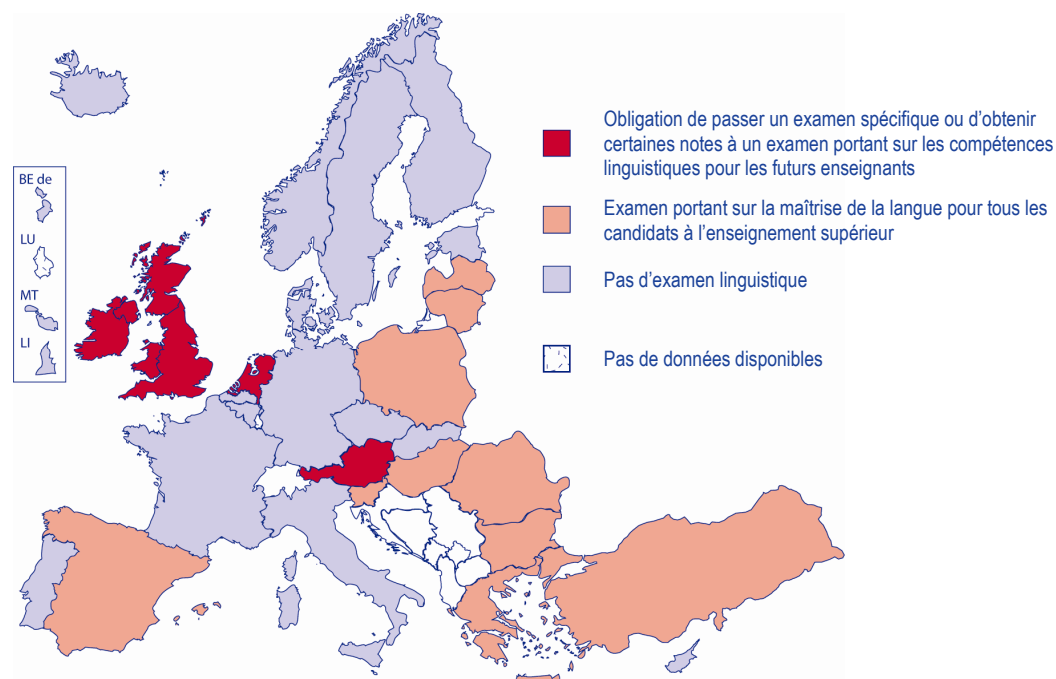 Obligation de passer un examen spécifique ou d’obtenir
certaines notes à un examen portant sur les compétences
linguistiques pour les futurs enseignants
Examen portant sur la maîtrise de la langue pour tous les
candidats à l’enseignement supérieur
Pas d’examen linguistique
Pas de données disponibles
BE de
LU
MT
LI